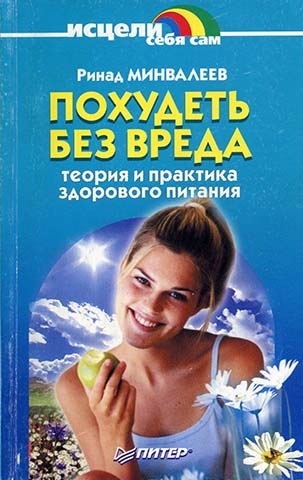 исцели
себя сам
Ринад МИНВАЛЕЕВ
ПОХУДЕТЬ
БЕЗ ВРЕДА
теория и практика
здорового питания
ПИТЕР